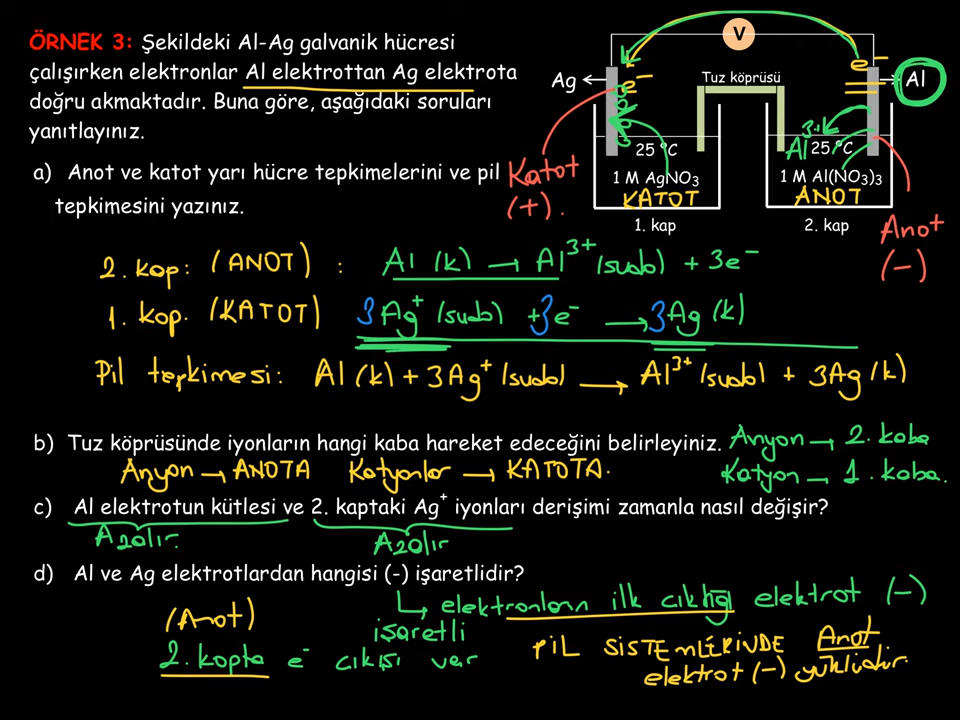 ÖRNEK 3: Şekildeki Al-Ag galvanik hücresi
çalışırken elektronlar Al elektrottan Ag elektrota
doğru akmaktadır. Buna göre, aşağıdaki soruları
yanıtlayınız.
a) Anot ve katot yarı hücre tepkimelerini ve pil
tepkimesini yazınız.
V
e⁻ e⁻
Ag Tuz köprüsü Al
Al³⁺
25 °C 25 °C
1 M AgNO₃ 1 M Al(NO₃)₃
KATOT ANOT
1. kap 2. kap
Katot
(+).
Anot
(-)
2. kap: (ANOT) : Al (k) → Al³⁺ (suda) + 3e⁻
1. kap. (KATOT) 3Ag⁺ (suda) +3e⁻ → 3Ag (k)
Pil tepkimesi: Al (k) + 3Ag⁺ (suda) → Al³⁺ (suda) + 3Ag (k)
b) Tuz köprüsünde iyonların hangi kaba hareket edeceğini belirleyiniz.
Anyon → 2. kaba
Anyon → ANOTA Katyonlar → KATOTA.
Katyon → 1. kaba.
c) Al elektrotun kütlesi ve 2. kaptaki Ag⁺ iyonları derişimi zamanla nasıl değişir?
Azalır. Azalır
d) Al ve Ag elektrotlardan hangisi (-) işaretlidir?
elektronların ilk çıktığı elektrot (-)
işaretli
(Anot)
2. kapta e⁻ çıkışı var
PİL SİSTEMLERİNDE Anot
elektrot (-) yüklüdür.